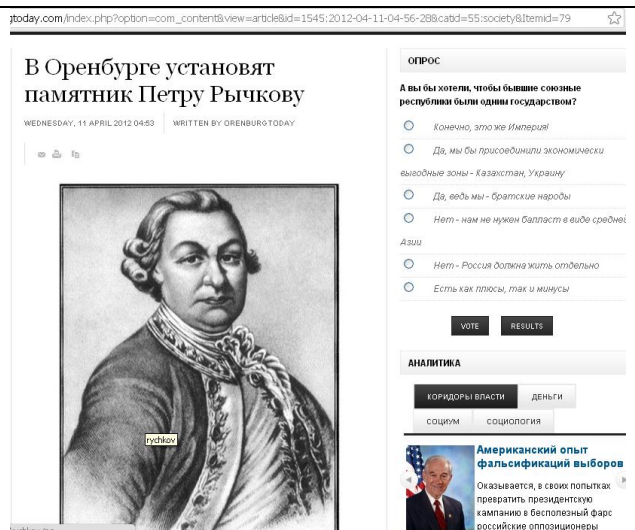 today.com/index.php?option=com_content&view=article&id=1545:2012-04-11-04-56-28&catid=55:society&Itemid=79
В Оренбурге установят
памятник Петру Рычкову
WEDNESDAY, 11 APRIL 2012 04:53
WRITTEN BY ORENBURGTODAY
rychkov
ОПРОС
А вы бы хотели, чтобы бывшие союзные
республики были одним государством?
Конечно, это же Империя!
Да, мы бы присоединили экономически
выгодные зоны - Казахстан, Украину
Да, ведь мы - братские народы
Нет - нам не нужен балласт в виде средней
Азии
Нет - Россия должна жить отдельно
Есть как плюсы, так и минусы
VOTE
RESULTS
АНАЛИТИКА
КОРИДОРЫ ВЛАСТИ
ДЕНЬГИ
СОЦИУМ
СОЦИОЛОГИЯ
Американский опыт
фальсификаций выборов
Оказывается, в своих попытках
превратить президентскую
кампанию в бесполезный фарс
российские оппозиционеры